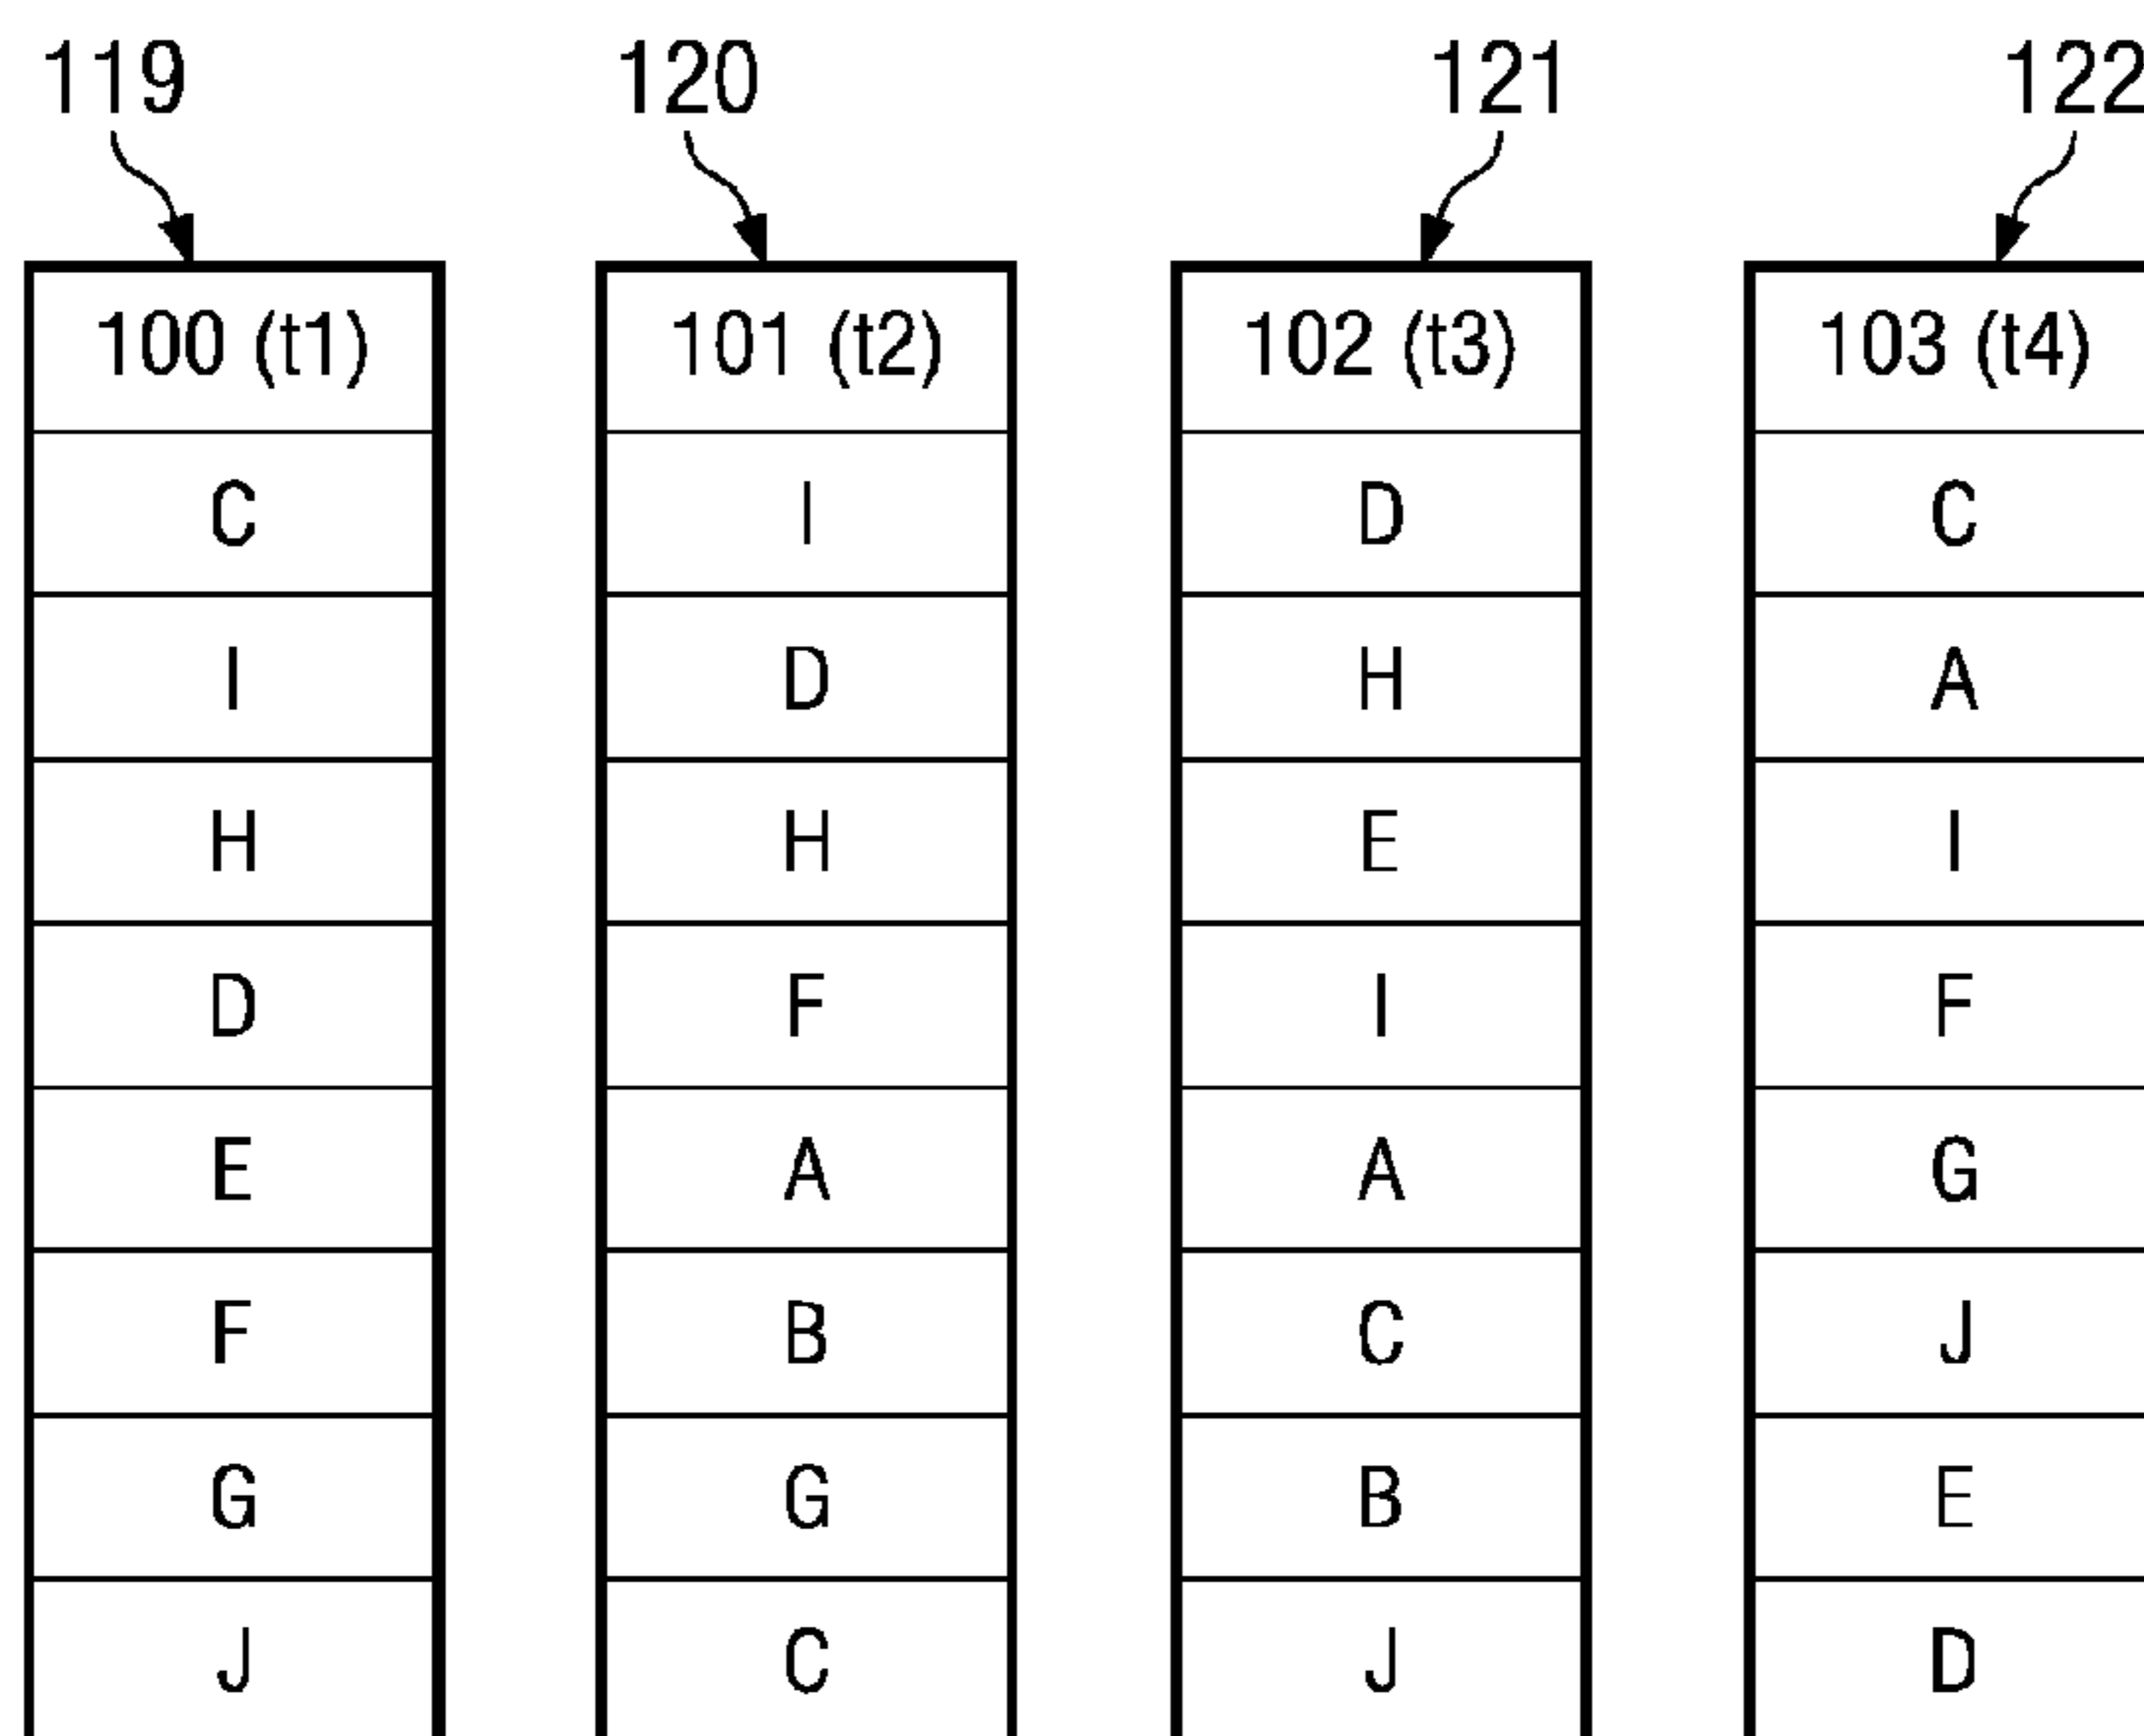 119 120 121 122
100 (t1) 101 (t2) 102 (t3) 103 (t4)
C I D C
I D H A
H H E I
D F I F
E A A G
F B C J
G G B E
J C J D